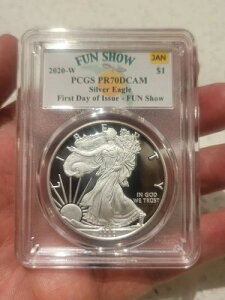 FUN SHOW
JAN
2020-W $1
PCGS PR70DCAM
Silver Eagle
First Day of Issue - FUN Show
LIBERTY
IN GOD
WE TRUST